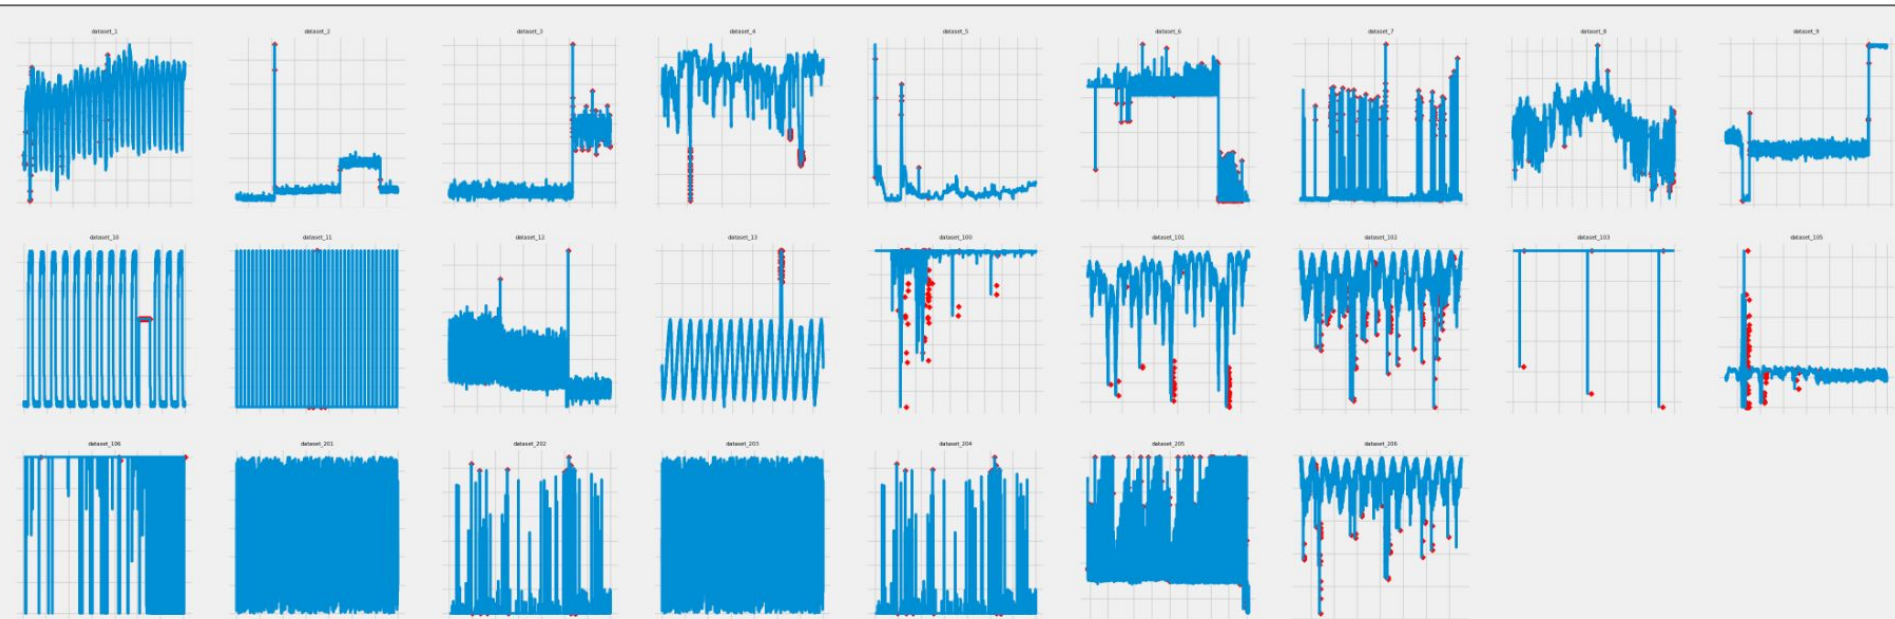 dataset_1
dataset_2
dataset_3
dataset_4
dataset_5
dataset_6
dataset_7
dataset_8
dataset_9
dataset_10
dataset_11
dataset_12
dataset_13
dataset_100
dataset_101
dataset_102
dataset_103
dataset_105
dataset_106
dataset_201
dataset_202
dataset_203
dataset_204
dataset_205
dataset_206